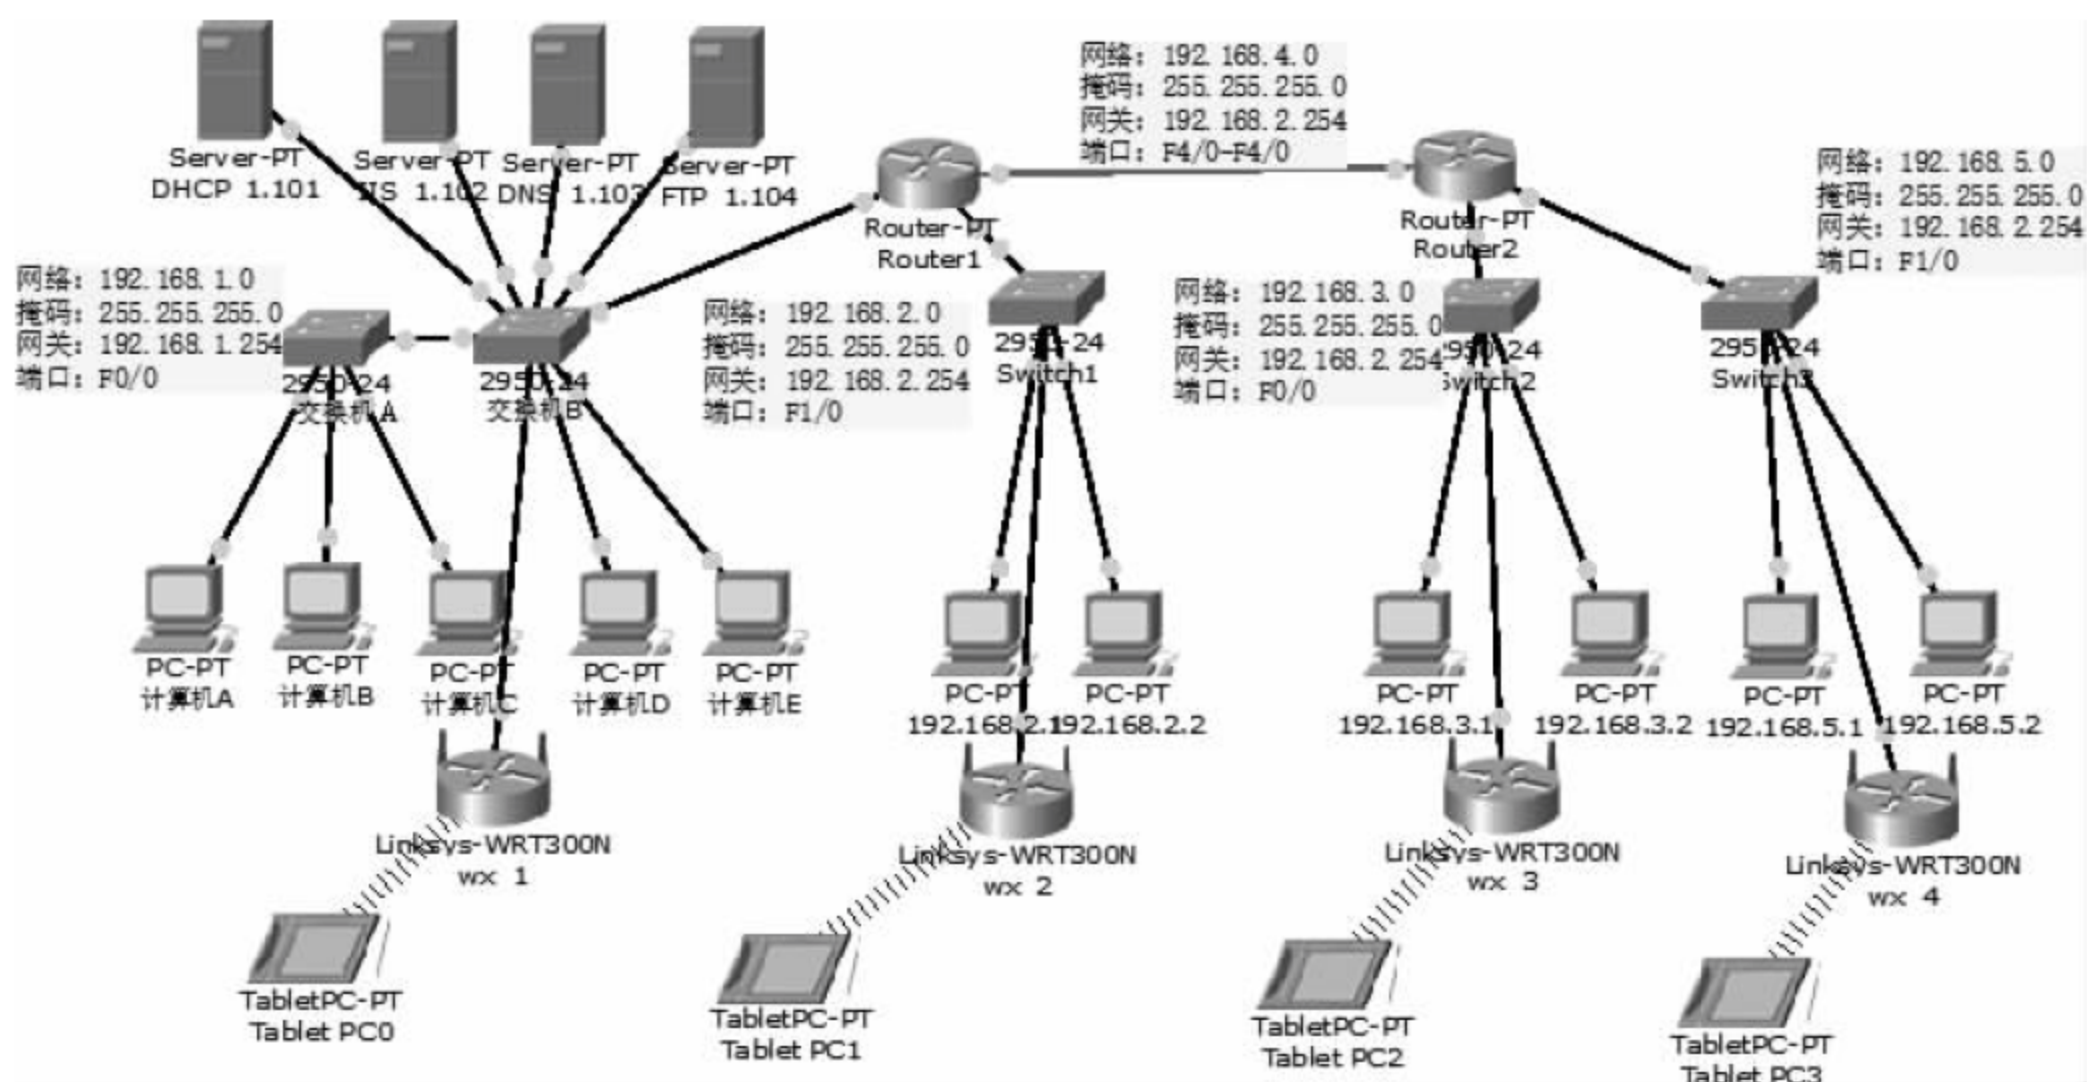 Server-PT
DHCP 1.101
Server-PT
IIS 1.102
Server-PT
DNS 1.103
Server-PT
FTP 1.104
网络: 192.168.4.0
掩码: 255.255.255.0
网关: 192.168.2.254
端口: F4/0-F4/0
Router-PT
Router1
Router-PT
Router2
网络: 192.168.5.0
掩码: 255.255.255.0
网关: 192.168.2.254
端口: F1/0
网络: 192.168.1.0
掩码: 255.255.255.0
网关: 192.168.1.254
端口: F0/0
2950-24
交换机A
2950-24
交换机B
网络: 192.168.2.0
掩码: 255.255.255.0
网关: 192.168.2.254
端口: F1/0
2950-24
Switch1
网络: 192.168.3.0
掩码: 255.255.255.0
网关: 192.168.2.254
端口: F0/0
2950-24
Switch2
2950-24
Switch3
PC-PT
计算机A
PC-PT
计算机B
PC-PT
计算机C
PC-PT
计算机D
PC-PT
计算机E
PC-PT
192.168.2.1
PC-PT
192.168.2.2
PC-PT
192.168.3.1
PC-PT
192.168.3.2
PC-PT
192.168.5.1
PC-PT
192.168.5.2
Linksys-WRT300N
wx 1
Linksys-WRT300N
wx 2
Linksys-WRT300N
wx 3
Linksys-WRT300N
wx 4
TabletPC-PT
Tablet PC0
TabletPC-PT
Tablet PC1
TabletPC-PT
Tablet PC2
TabletPC-PT
Tablet PC3